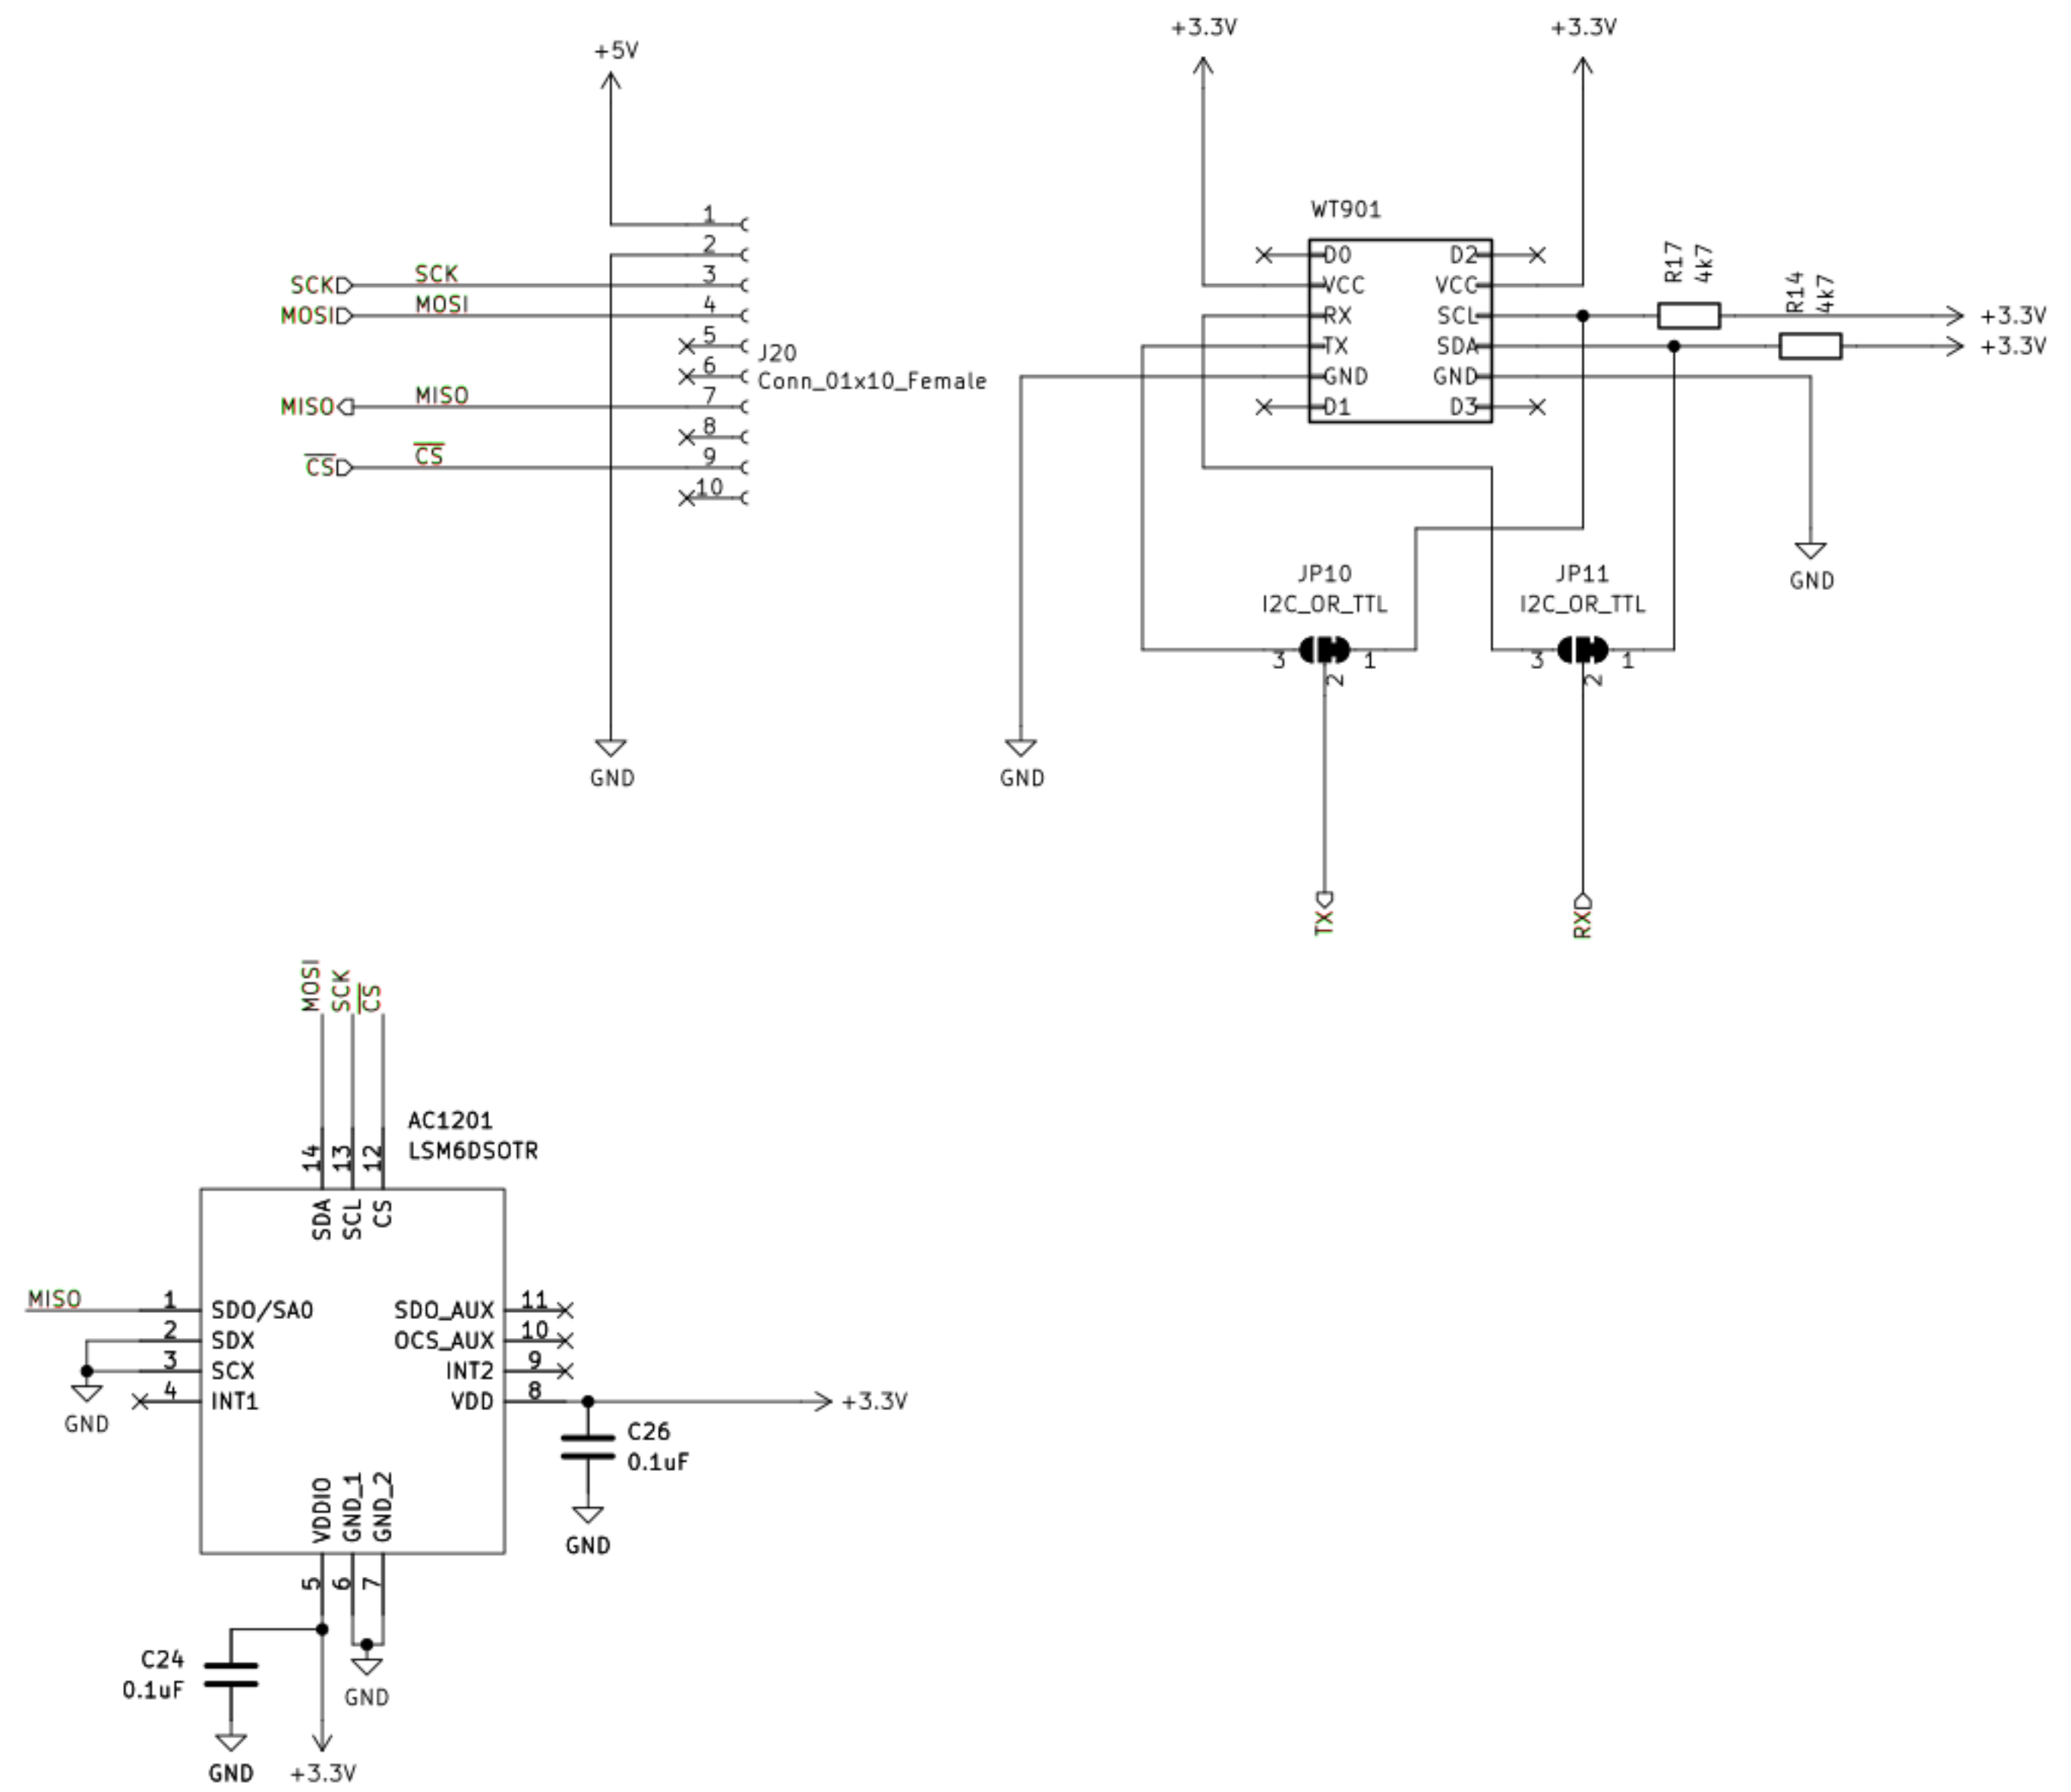 +5V
1
2
SCK
SCK
3
MOSI
MOSI
4
5
J20
6
Conn_01x10_Female
MISO
MISO
7
8
CS
CS
9
10
GND
+3.3V
+3.3V
WT901
D0
D2
VCC
VCC
RX
SCL
TX
SDA
GND
GND
D1
D3
R17
4k7
R14
4k7
+3.3V
+3.3V
GND
GND
JP10
I2C_OR_TTL
3
1
2
JP11
I2C_OR_TTL
3
1
2
TX
RX
MOSI
SCK
CS
AC1201
LSM6DSOTR
14
13
12
SDA
SCL
CS
MISO
1
SDO/SA0
2
SDX
3
SCX
4
INT1
GND
SDO_AUX
11
OCS_AUX
10
INT2
9
VDD
8
+3.3V
C26
0.1uF
GND
VDDIO
GND_1
GND_2
5
6
7
C24
0.1uF
GND
GND
+3.3V